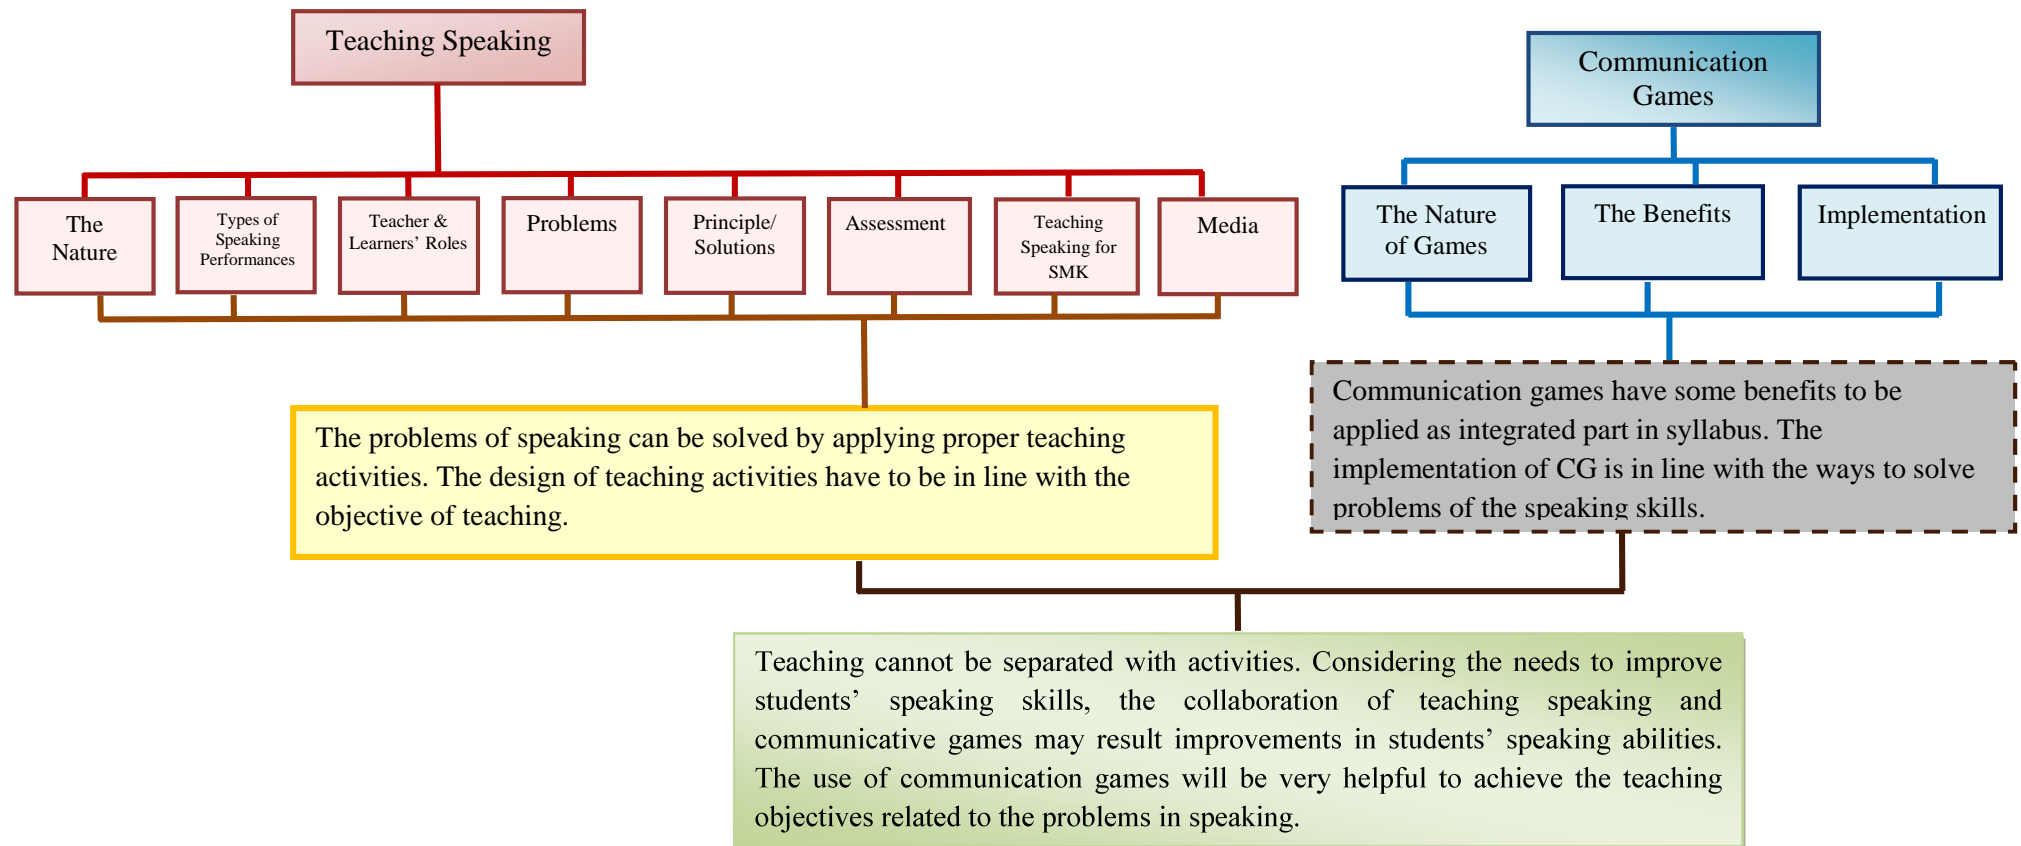 Teaching Speaking
Communication
Games
The
Nature
Types of
Speaking
Performances
Teacher &
Learners’ Roles
Problems
Principle/
Solutions
Assessment
Teaching
Speaking for
SMK
Media
The Nature
of Games
The Benefits
Implementation
The problems of speaking can be solved by applying proper teaching
activities. The design of teaching activities have to be in line with the
objective of teaching.
Communication games have some benefits to be
applied as integrated part in syllabus. The
implementation of CG is in line with the ways to solve
problems of the speaking skills.
Teaching cannot be separated with activities. Considering the needs to improve
students’ speaking skills, the collaboration of teaching speaking and
communicative games may result improvements in students’ speaking abilities.
The use of communication games will be very helpful to achieve the teaching
objectives related to the problems in speaking.